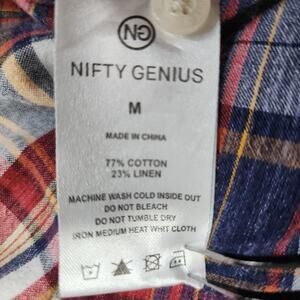 GN
NIFTY GENIUS
M
MADE IN CHINA
77% COTTON
23% LINEN
MACHINE WASH COLD INSIDE OUT
DO NOT BLEACH
DO NOT TUMBLE DRY
IRON MEDIUM HEAT WHT CLOTH